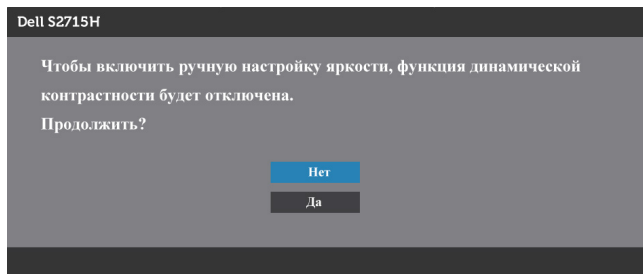 Dell S2715H
Чтобы включить ручную настройку яркости, функция динамической
контрастности будет отключена.
Продолжить?
Нет
Да